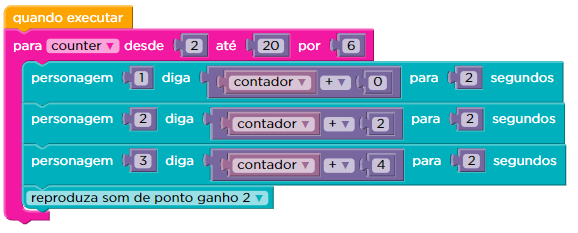 quando executar
para counter ▼ desde 2 até 20 por 6
personagem 1 diga contador ▼ + ▼ 0 para 2 segundos
personagem 2 diga contador ▼ + ▼ 2 para 2 segundos
personagem 3 diga contador ▼ + ▼ 4 para 2 segundos
reproduza som de ponto ganho 2 ▼